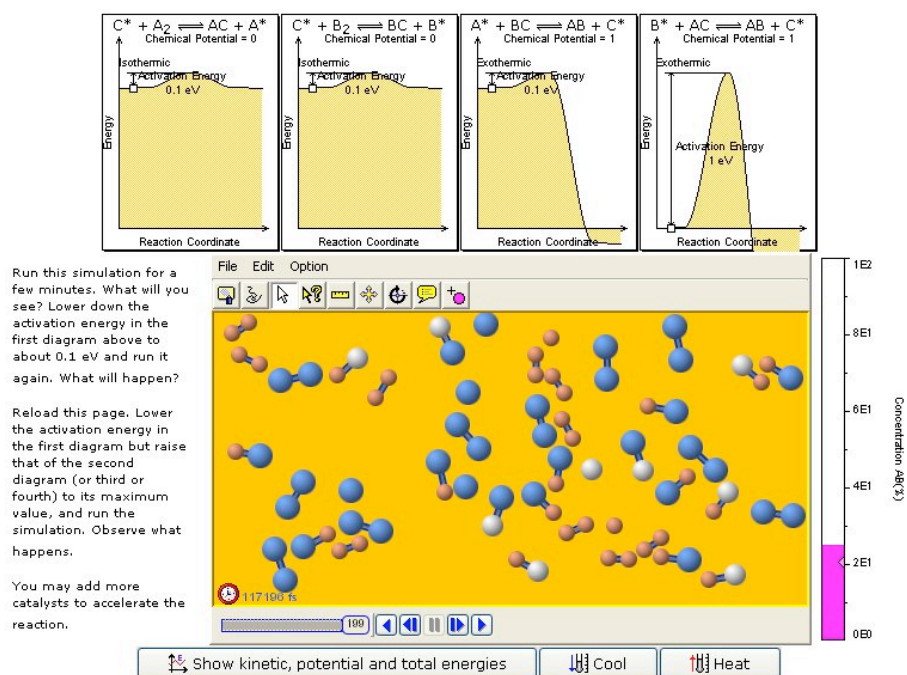 C* + A2 ⇌ AC + A*
Chemical Potential = 0
Isothermic
Activation Energy
0.1 eV
Energy
Reaction Coordinate
C* + B2 ⇌ BC + B*
Chemical Potential = 0
Isothermic
Activation Energy
0.1 eV
Energy
Reaction Coordinate
A* + BC ⇌ AB + C*
Chemical Potential = 1
Exothermic
Activation Energy
0.1 eV
Energy
Reaction Coordinate
B* + AC ⇌ AB + C*
Chemical Potential = 1
Exothermic
Activation Energy
1 eV
Energy
Reaction Coordinate
Run this simulation for a
few minutes. What will you
see? Lower down the
activation energy in the
first diagram above to
about 0.1 eV and run it
again. What will happen?
Reload this page. Lower
the activation energy in
the first diagram but raise
that of the second
diagram (or third or
fourth) to its maximum
value, and run the
simulation. Observe what
happens.
You may add more
catalysts to accelerate the
reaction.
File Edit Option
117196 fs
199
1E2
8E1
6E1
4E1
2E1
0E0
Concentration AB(%)
Show kinetic, potential and total energies
Cool
Heat